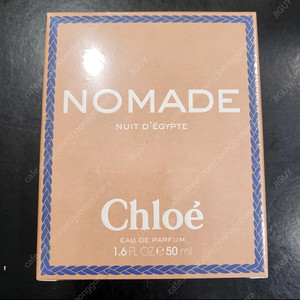 NOMADE
NUIT D'ÉGYPTE
Chloé
EAU DE PARFUM
1.6 FL OZ e 50 ml